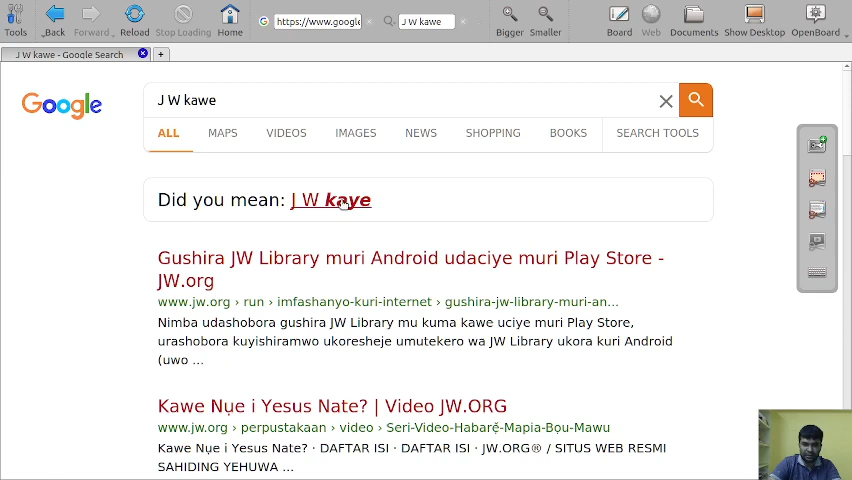 Tools
Back
Forward
Reload
Stop Loading
Home
https://www.google
J W kawe
Bigger
Smaller
Board
Web
Documents
Show Desktop
OpenBoard
J W kawe - Google Search
Google
J W kawe
ALL
MAPS
VIDEOS
IMAGES
NEWS
SHOPPING
BOOKS
SEARCH TOOLS
Did you mean: J W kaye
Gushira JW Library muri Android udaciye muri Play Store -
JW.org
www.jw.org › run › imfashanyo-kuri-internet › gushira-jw-library-muri-an...
Nimba udashobora gushira JW Library mu kuma kawe uciye muri Play Store,
urashobora kuyishiramwo ukoresheje umutekero wa JW Library ukora kuri Android
(uwo ...
Kawe Nụe i Yesus Nate? | Video JW.ORG
www.jw.org › perpustakaan › video › Seri-Video-Habarẽ̌-Mapia-Bọu-Mawu
Kawe Nụe i Yesus Nate? · DAFTAR ISI · DAFTAR ISI · JW.ORG® / SITUS WEB RESMI
SAHIDING YEHUWA ...